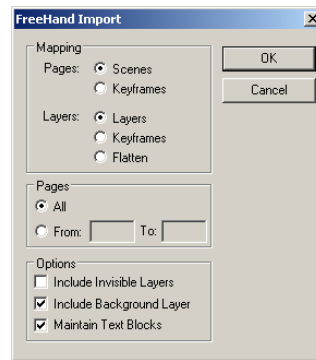 FreeHand Import
Mapping
Pages: Scenes
Keyframes
Layers: Layers
Keyframes
Flatten
OK
Cancel
Pages
All
From: To:
Options
Include Invisible Layers
Include Background Layer
Maintain Text Blocks